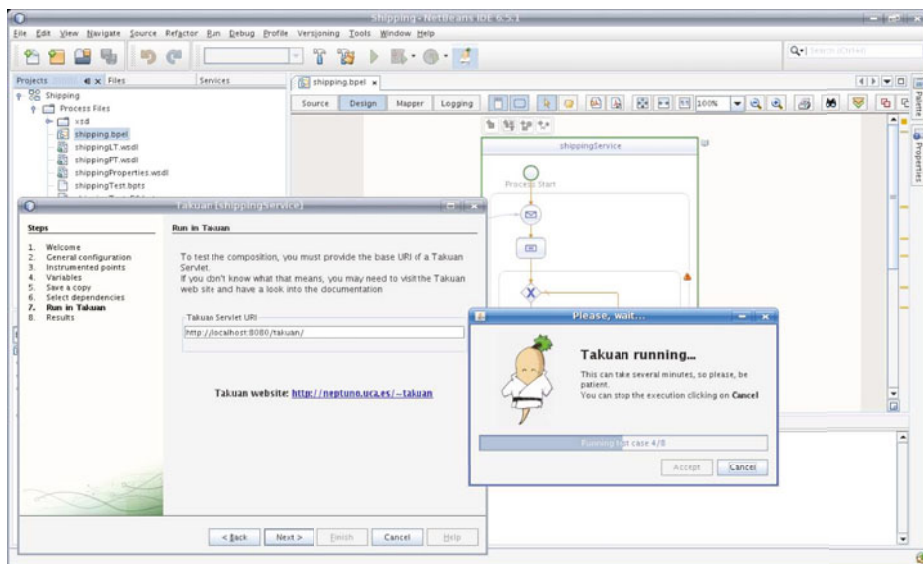 Shipping - NetBeans IDE 6.5.1
File Edit View Navigate Source Refactor Run Debug Profile Versioning Tools Window Help
Search (Ctrl+I)
Projects Files Services
shipping.bpel
Shipping
Process Files
xsd
shipping.bpel
shippingLT.wsdl
shippingPT.wsdl
shippingProperties.wsdl
shippingTest.bpts
Source Design Mapper Logging 100%
Palette
Properties
shippingService
Process Start
Takuan (shippingService)
Steps
1. Welcome
2. General configuration
3. Instrumented points
4. Variables
5. Save a copy
6. Select dependencies
7. Run in Takuan
8. Results
Run in Takuan
To test the composition, you must provide the base URI of a Takuan
Servlet.
If you don't know what that means, you may need to visit the Takuan
web site and have a look into the documentation
Takuan Servlet URI
http://localhost:8080/takuan/
Takuan website: http://neptuno.uca.es/~takuan
< Back Next > Finish Cancel Help
Please, wait...
Takuan running...
This can take several minutes, so please, be
patient.
You can stop the execution clicking on Cancel
Running test case 4/8
Accept Cancel